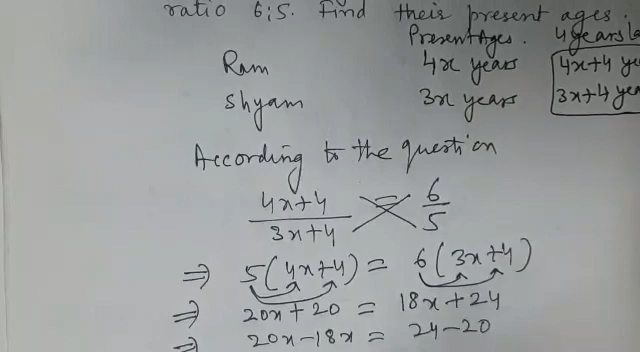 ratio 6:5. Find their present ages.
Present Ages. 4 years
Ram 4x years 4x+4
Shyam 3x years 3x+4
According to the question
4x+4 = 6
3x+4 5
⇒ 5(4x+4) = 6(3x+4)
⇒ 20x+20 = 18x+24
⇒ 20x-18x = 24-20